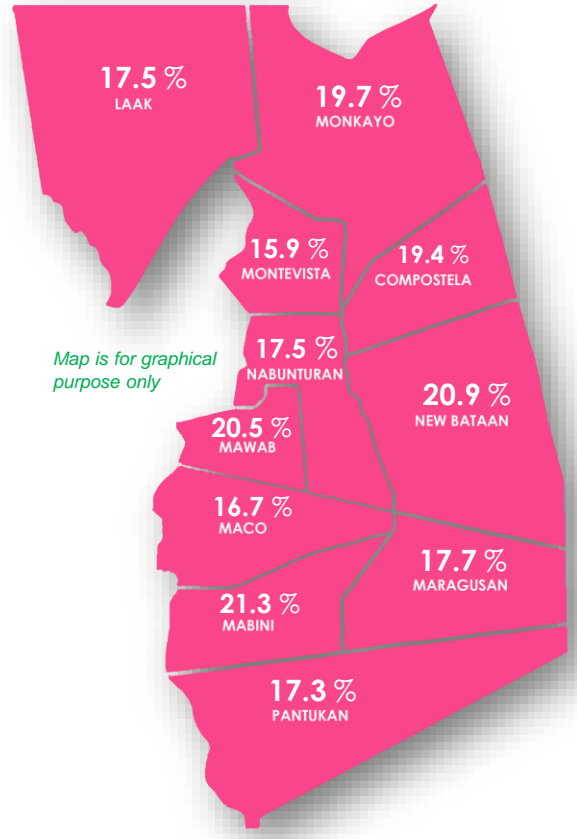 17.5 %
LAAK
19.7 %
MONKAYO
15.9 %
MONTEVISTA
19.4 %
COMPOSTELA
Map is for graphical
purpose only
17.5 %
NABUNTURAN
20.9 %
NEW BATAAN
20.5 %
MAWAB
16.7 %
MACO
17.7 %
MARAGUSAN
21.3 %
MABINI
17.3 %
PANTUKAN